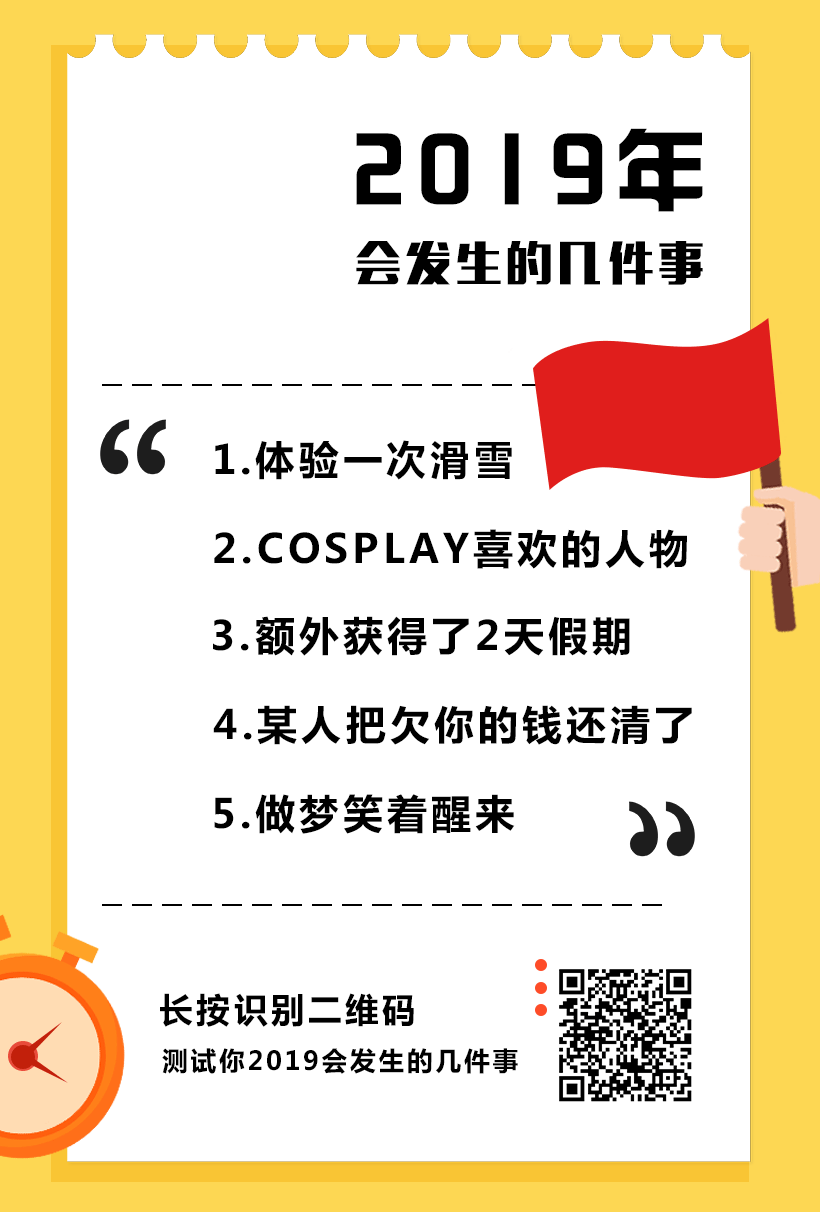 2019年
会发生的几件事
“
1.体验一次滑雪
2.COSPLAY喜欢的人物
3.额外获得了2天假期
4.某人把欠你的钱还清了
5.做梦笑着醒来
”
长按识别二维码
测试你2019会发生的几件事